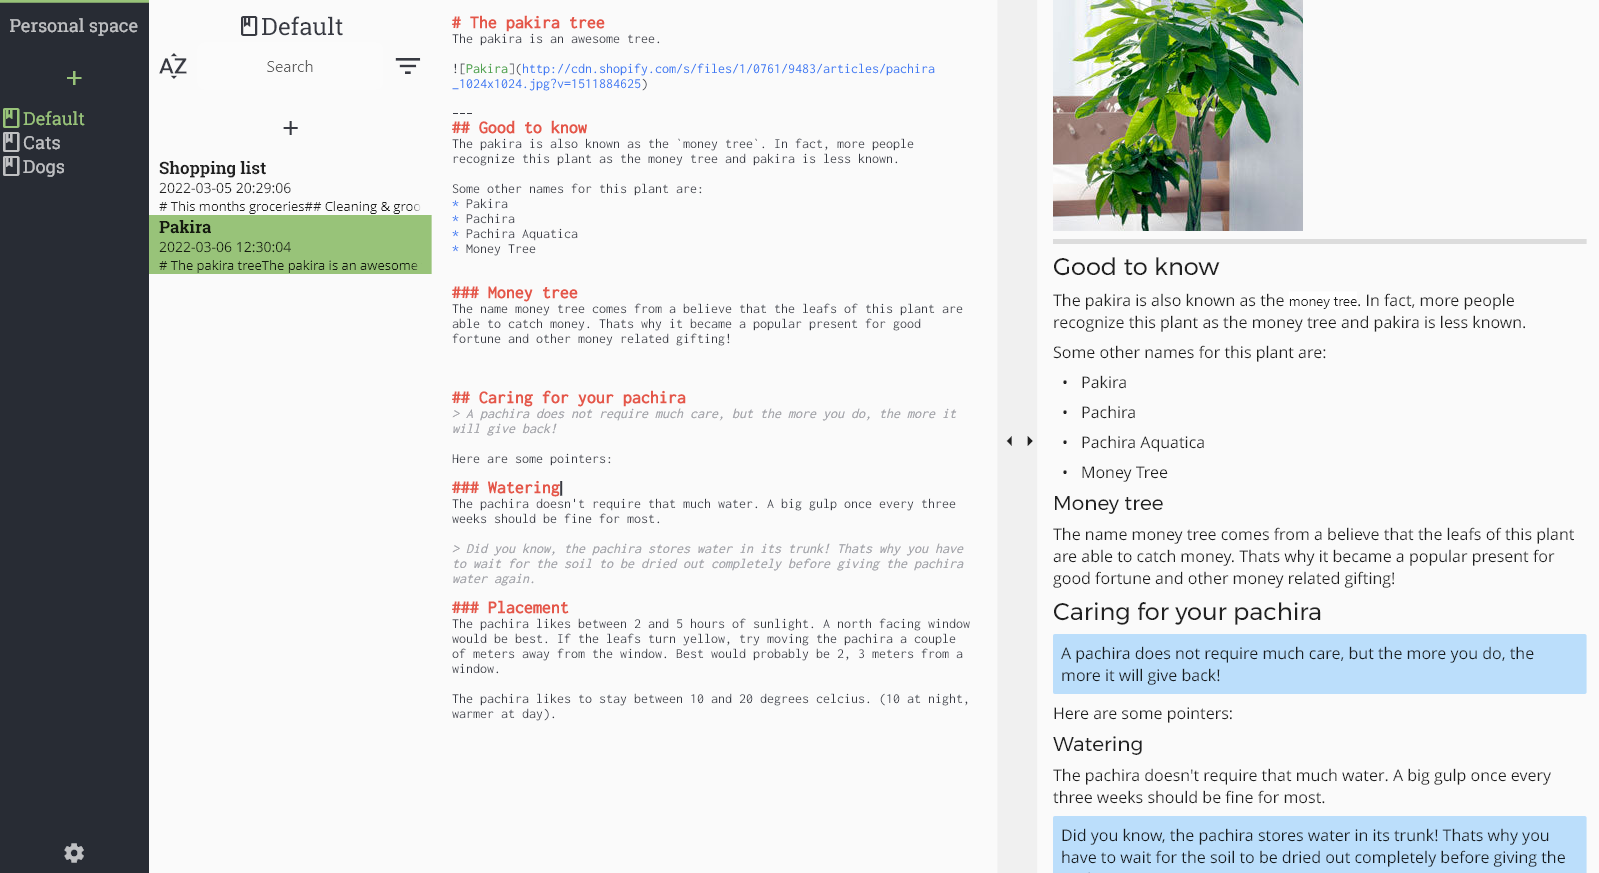 Personal space
+
Default
Cats
Dogs
Default
AZ
Search
+
Shopping list
2022-03-05 20:29:06
# This months groceries## Cleaning & groc
Pakira
2022-03-06 12:30:04
# The pakira treeThe pakira is an awesome
# The pakira tree
The pakira is an awesome tree.
![Pakira](http://cdn.shopify.com/s/files/1/0761/9483/articles/pachira
_1024x1024.jpg?v=1511884625)
---
## Good to know
The pakira is also known as the `money tree`. In fact, more people
recognize this plant as the money tree and pakira is less known.
Some other names for this plant are:
* Pakira
* Pachira
* Pachira Aquatica
* Money Tree
### Money tree
The name money tree comes from a believe that the leafs of this plant are
able to catch money. Thats why it became a popular present for good
fortune and other money related gifting!
## Caring for your pachira
> A pachira does not require much care, but the more you do, the more it
will give back!
Here are some pointers:
### Watering
The pachira doesn't require that much water. A big gulp once every three
weeks should be fine for most.
> Did you know, the pachira stores water in its trunk! Thats why you have
to wait for the soil to be dried out completely before giving the pachira
water again.
### Placement
The pachira likes between 2 and 5 hours of sunlight. A north facing window
would be best. If the leafs turn yellow, try moving the pachira a couple
of meters away from the window. Best would probably be 2, 3 meters from a
window.
The pachira likes to stay between 10 and 20 degrees celcius. (10 at night,
warmer at day).
Good to know
The pakira is also known as the money tree. In fact, more people
recognize this plant as the money tree and pakira is less known.
Some other names for this plant are:
• Pakira
• Pachira
• Pachira Aquatica
• Money Tree
Money tree
The name money tree comes from a believe that the leafs of this plant
are able to catch money. Thats why it became a popular present for
good fortune and other money related gifting!
Caring for your pachira
A pachira does not require much care, but the more you do, the
more it will give back!
Here are some pointers:
Watering
The pachira doesn't require that much water. A big gulp once every
three weeks should be fine for most.
Did you know, the pachira stores water in its trunk! Thats why you
have to wait for the soil to be dried out completely before giving the